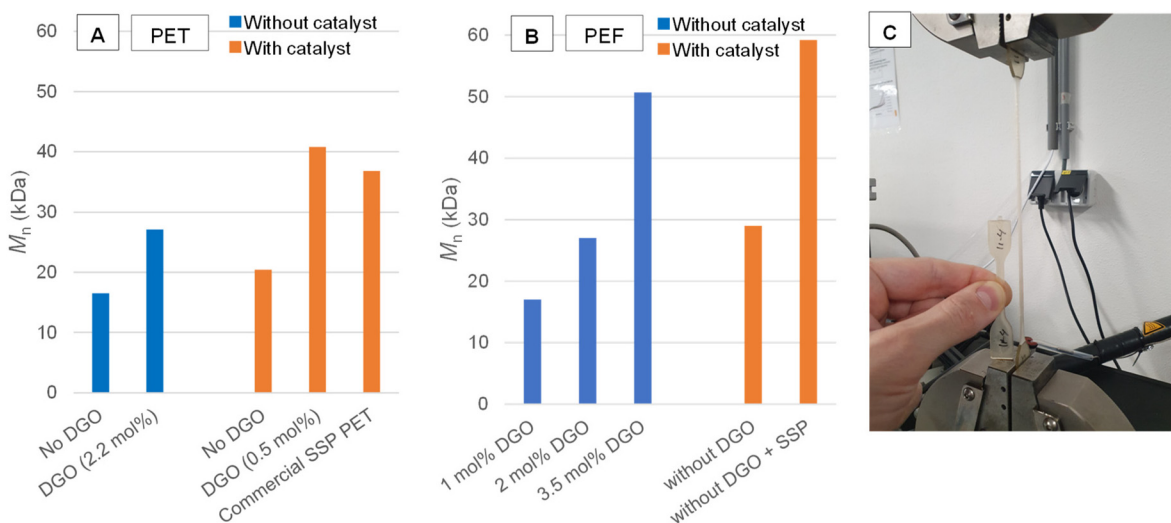 A
PET
Without catalyst
With catalyst
60
50
40
30
20
10
0
Mn (kDa)
No DGO
DGO (2.2 mol%)
No DGO
DGO (0.5 mol%)
Commercial SSP PET
B
PEF
Without catalyst
With catalyst
60
50
40
30
20
10
0
Mn (kDa)
1 mol% DGO
2 mol% DGO
3.5 mol% DGO
without DGO
without DGO + SSP
C